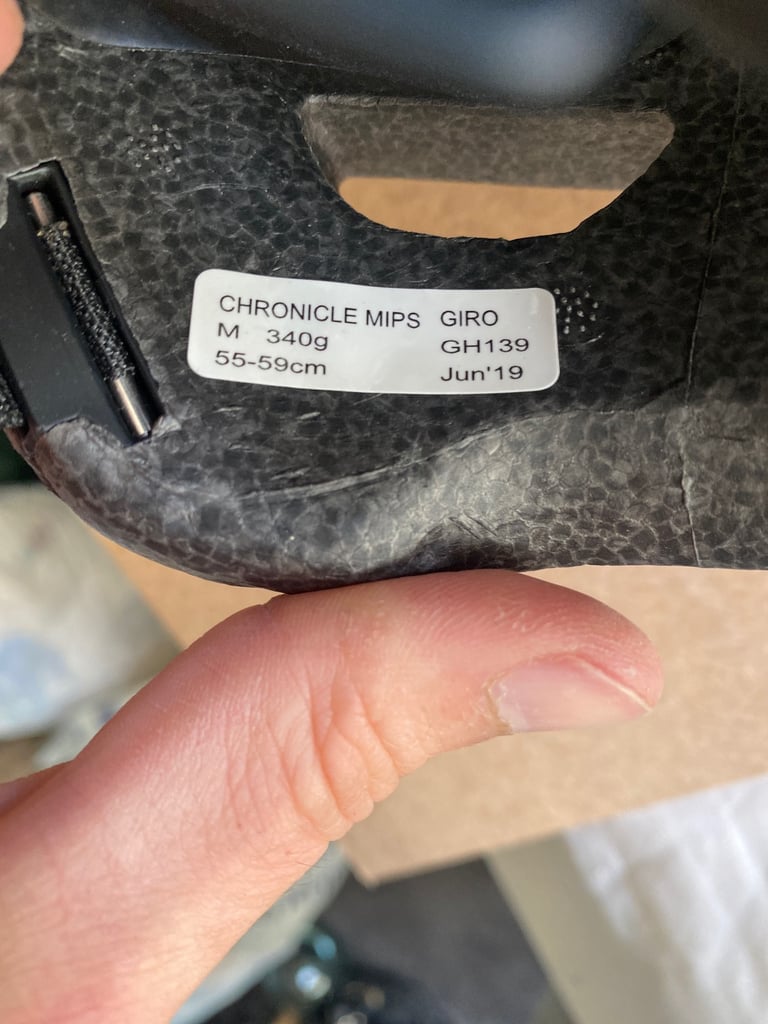 CHRONICLE MIPS GIRO
M 340g GH139
55-59cm Jun'19